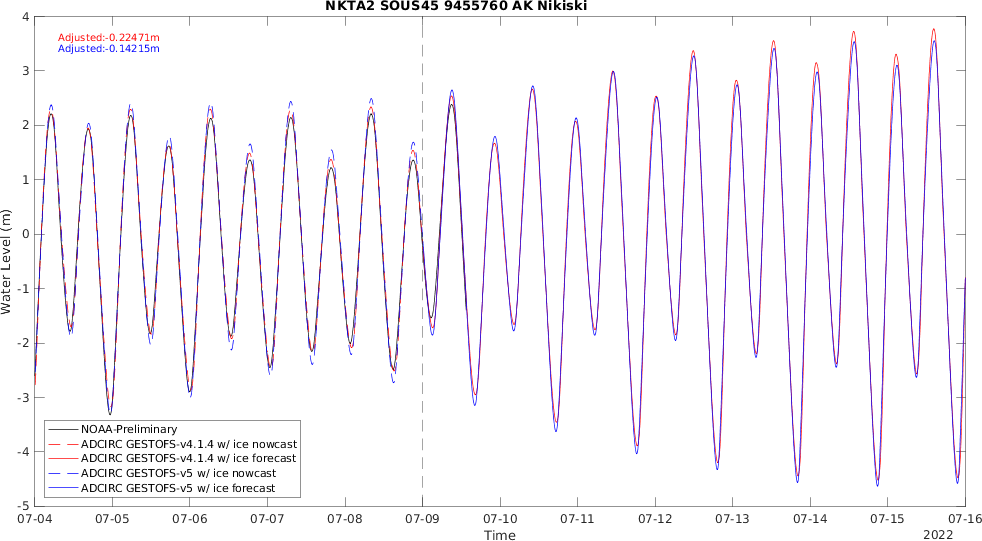 NKTA2 SOUS45 9455760 AK Nikiski
Adjusted:-0.22471m
Adjusted:-0.14215m
Water Level (m)
4
3
2
1
0
-1
-2
-3
-4
-5
NOAA-Preliminary
ADCIRC GESTOFS-v4.1.4 w/ ice nowcast
ADCIRC GESTOFS-v4.1.4 w/ ice forecast
ADCIRC GESTOFS-v5 w/ ice nowcast
ADCIRC GESTOFS-v5 w/ ice forecast
07-04 07-05 07-06 07-07 07-08 07-09 07-10 07-11 07-12 07-13 07-14 07-15 07-16
Time
2022